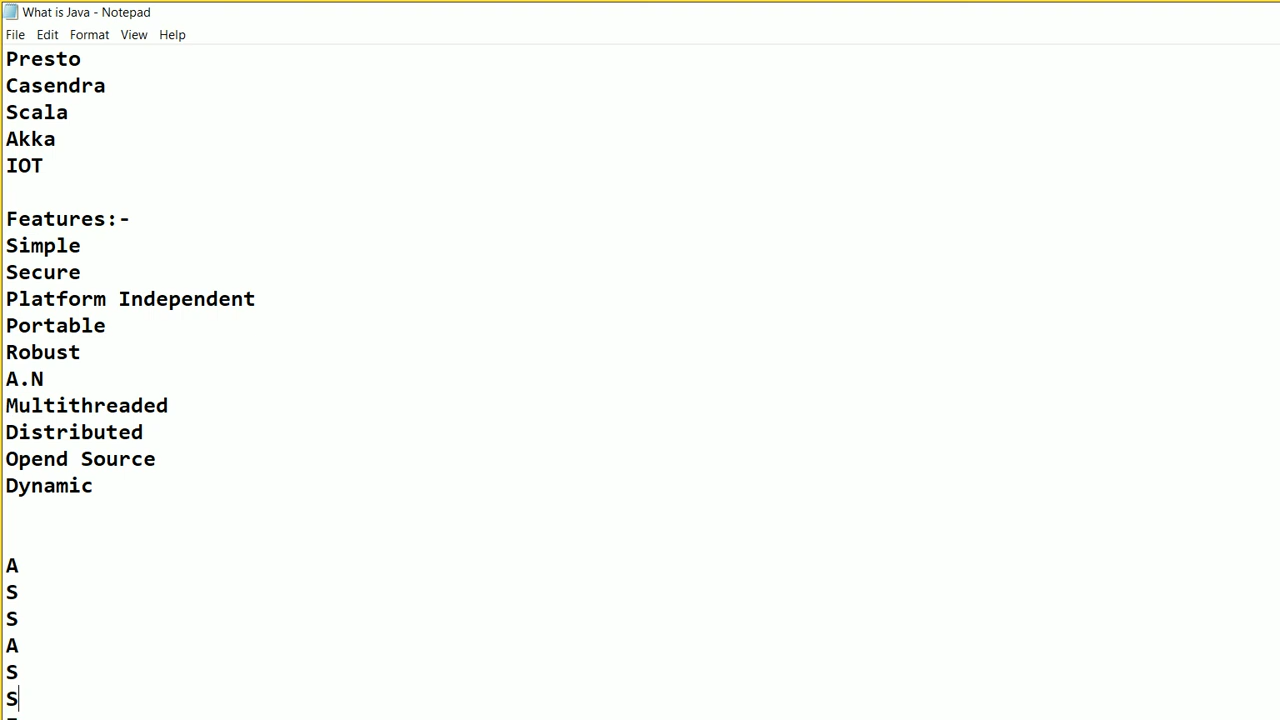 What is Java - Notepad
File Edit Format View Help
Presto
Casendra
Scala
Akka
IOT
Features:-
Simple
Secure
Platform Independent
Portable
Robust
A.N
Multithreaded
Distributed
Opend Source
Dynamic
A
S
S
A
S
S